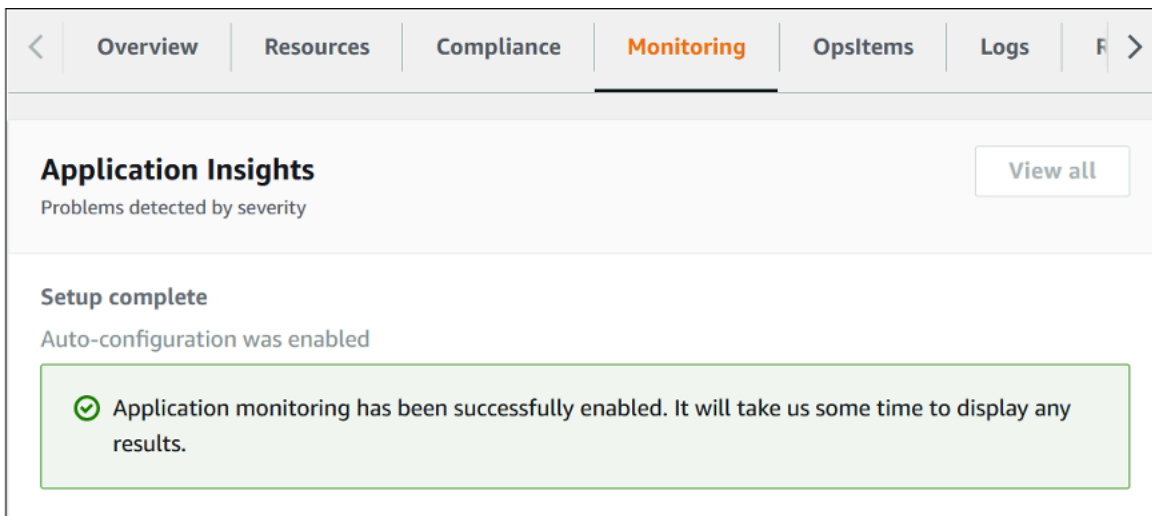 Overview Resources Compliance Monitoring OpsItems Logs
Application Insights
View all
Problems detected by severity
Setup complete
Auto-configuration was enabled
Application monitoring has been successfully enabled. It will take us some time to display any
results.